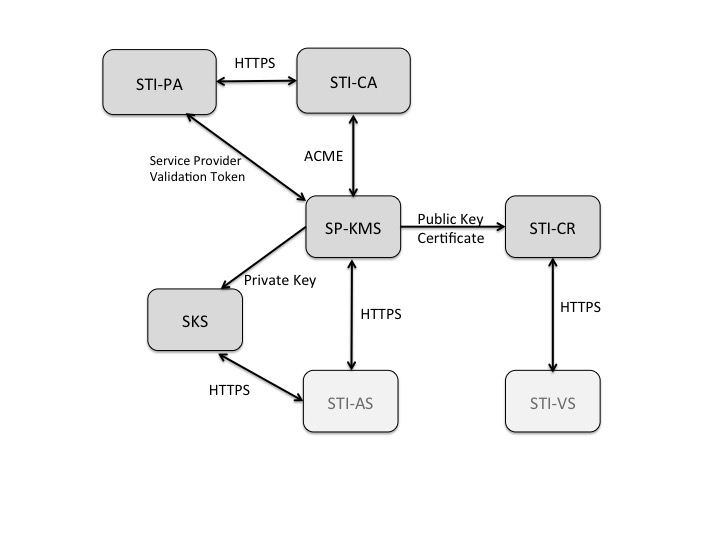 HTTPS
STI-PA
STI-CA
ACME
Service Provider
Validation Token
SP-KMS
Public Key
Certificate
STI-CR
Private Key
SKS
HTTPS
HTTPS
HTTPS
STI-AS
STI-VS